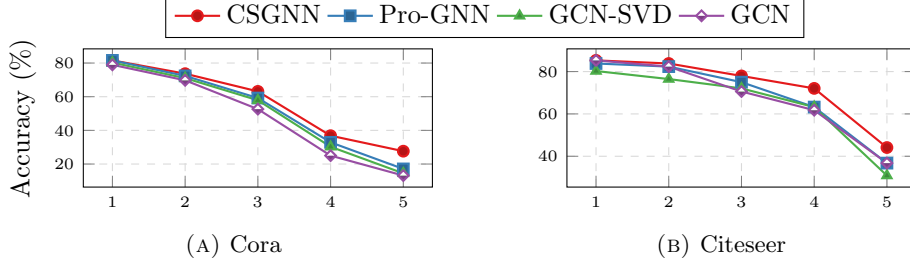 CSGNN Pro-GNN GCN-SVD GCN
Accuracy (%)
80
60
40
20
1 2 3 4 5
(A) Cora
80
60
40
1 2 3 4 5
(B) Citeseer